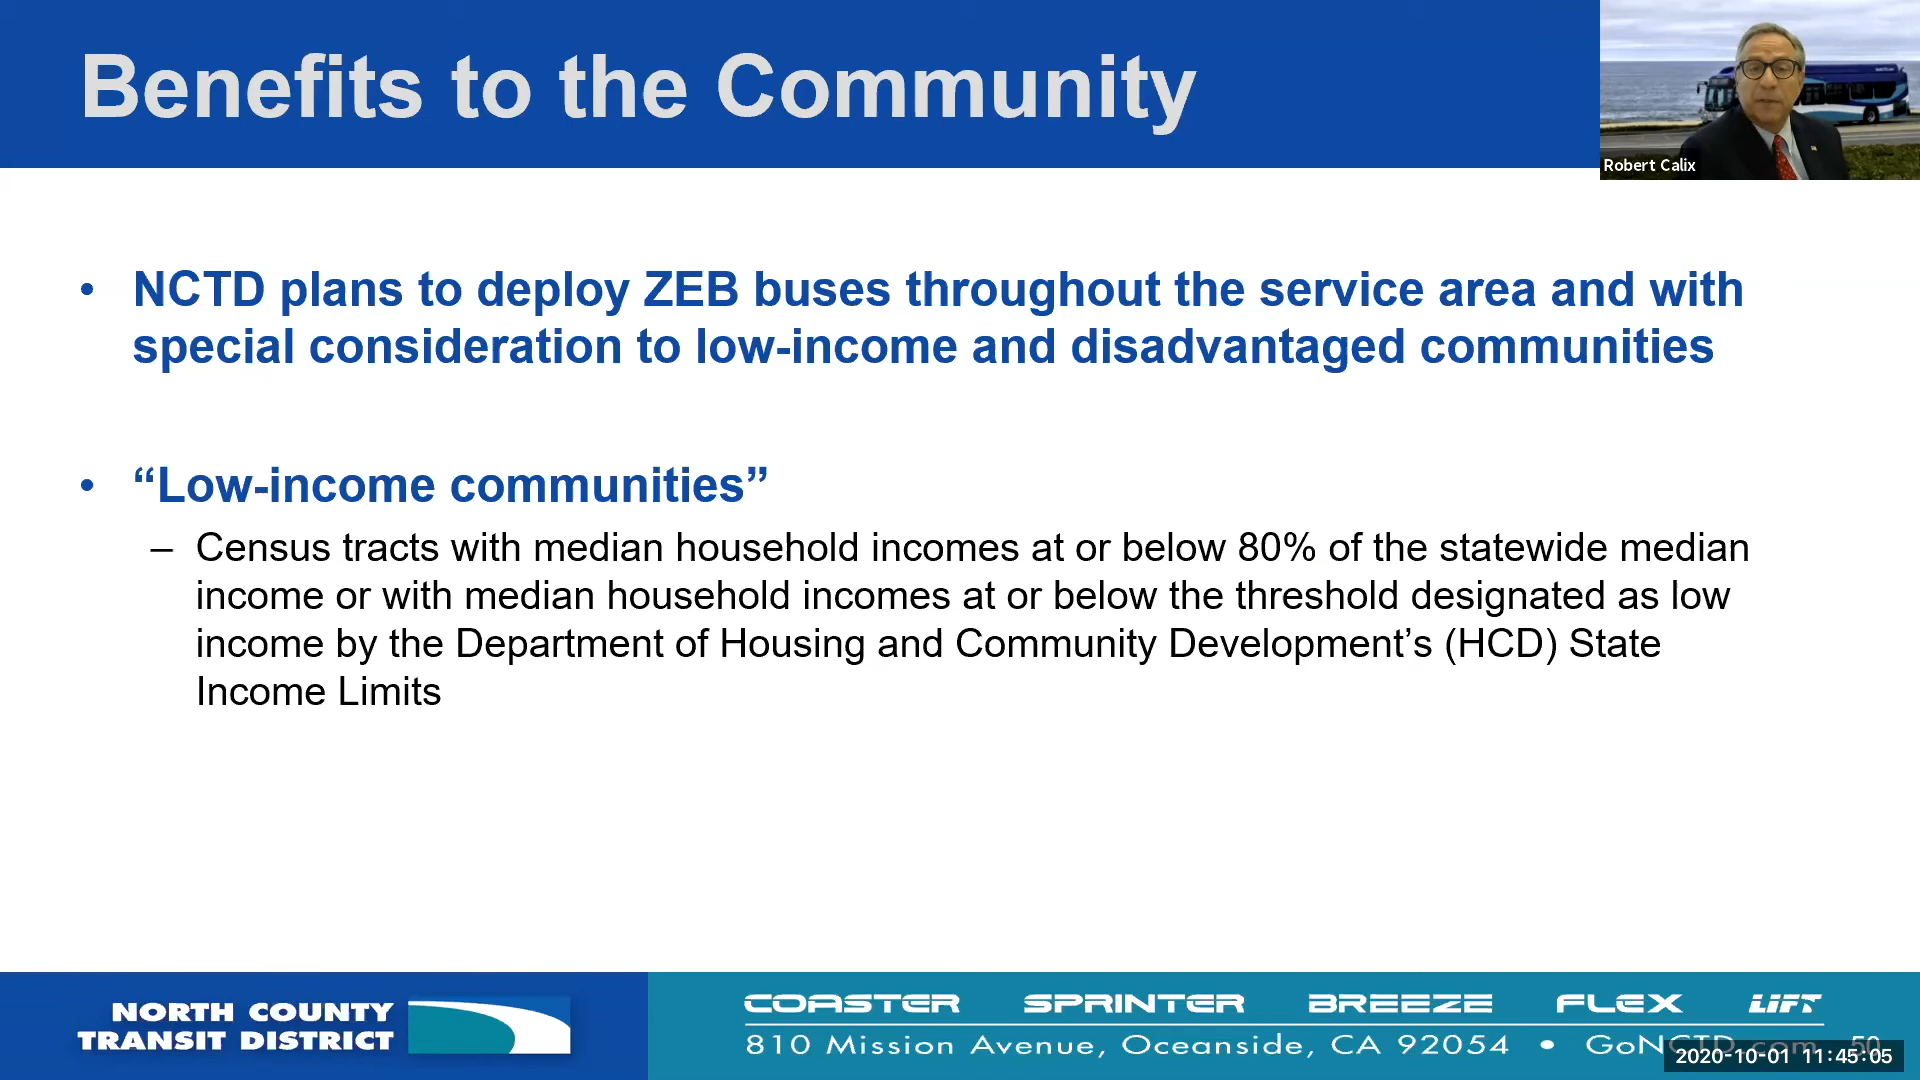 Benefits to the Community
Robert Calix
• NCTD plans to deploy ZEB buses throughout the service area and with
special consideration to low-income and disadvantaged communities
• “Low-income communities”
– Census tracts with median household incomes at or below 80% of the statewide median
income or with median household incomes at or below the threshold designated as low
income by the Department of Housing and Community Development’s (HCD) State
Income Limits
NORTH COUNTY
TRANSIT DISTRICT
COASTER SPRINTER BREEZE FLEX LIFT
810 Mission Avenue, Oceanside, CA 92054 • GoNCTD.com
50
2020-10-01 11:45:05